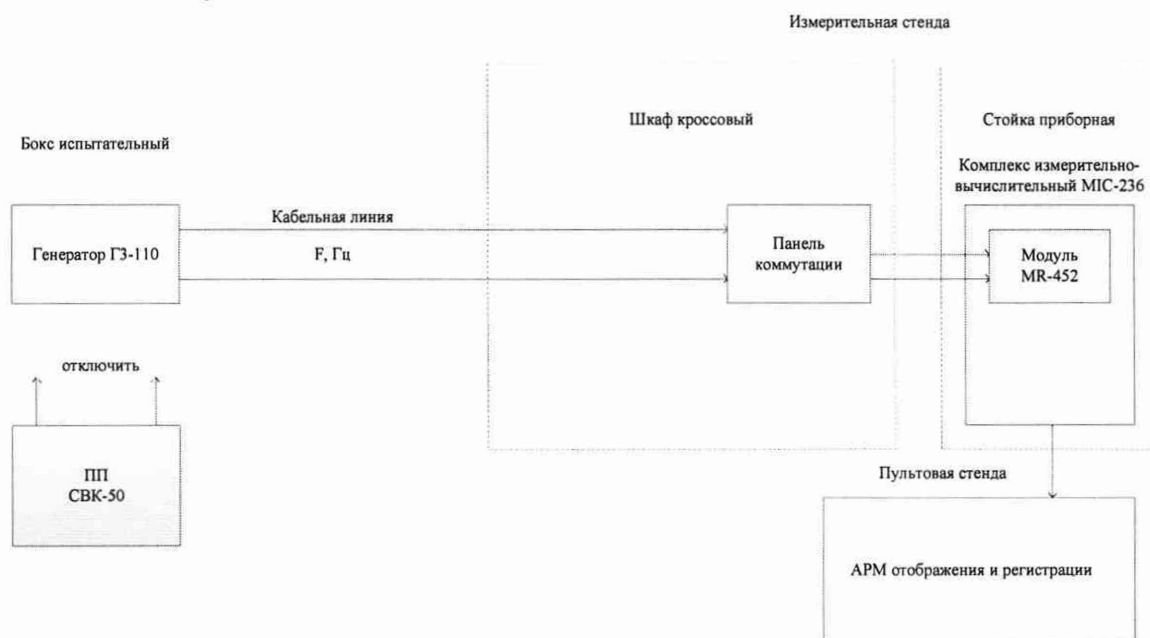 Измерительная стенда
Шкаф кроссовый
Стойка приборная
Бокс испытательный
Комплекс измерительно-
вычислительный MIC-236
Кабельная линия
Генератор Г3-110
F, Гц
Панель
коммутации
Модуль
MR-452
отключить
ПП
СВК-50
Пультовая стенда
АРМ отображения и регистрации